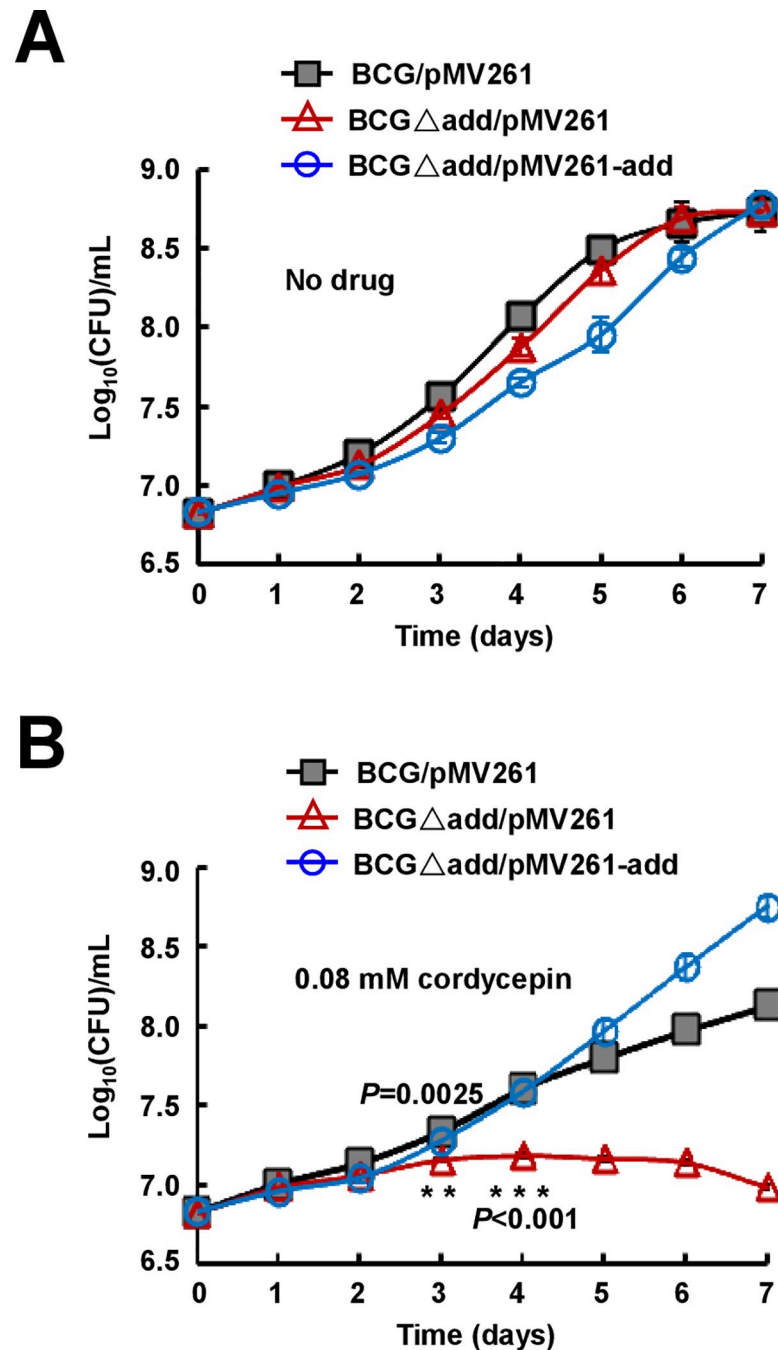 A
BCG/pMV261
BCG△add/pMV261
BCG△add/pMV261-add
9.0
8.5
8.0
7.5
7.0
6.5
Log₁₀(CFU)/mL
No drug
0 1 2 3 4 5 6 7
Time (days)
B
BCG/pMV261
BCG△add/pMV261
BCG△add/pMV261-add
9.0
8.5
8.0
7.5
7.0
6.5
Log₁₀(CFU)/mL
0.08 mM cordycepin
P=0.0025
** ***
P<0.001
0 1 2 3 4 5 6 7
Time (days)